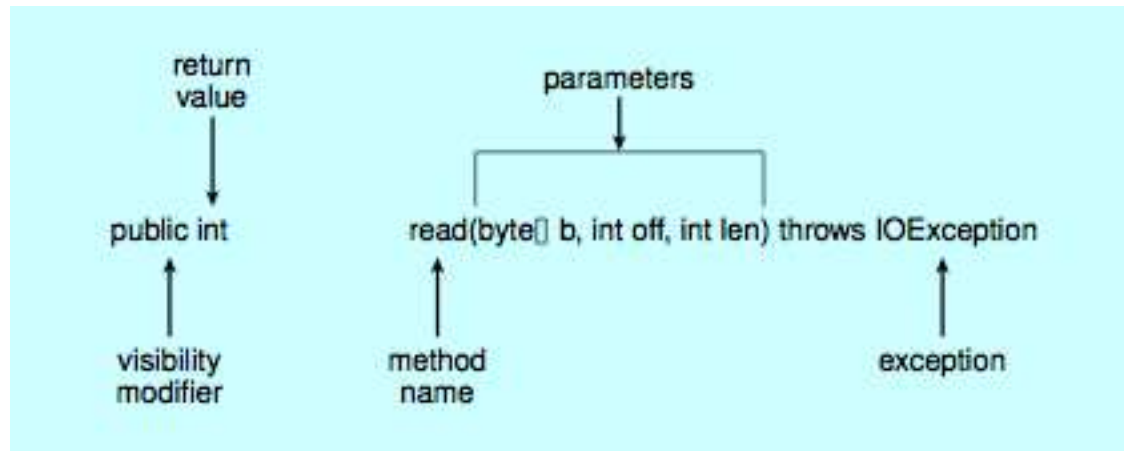 return
value
parameters
public int
read(byte[] b, int off, int len) throws IOException
visibility
modifier
method
name
exception